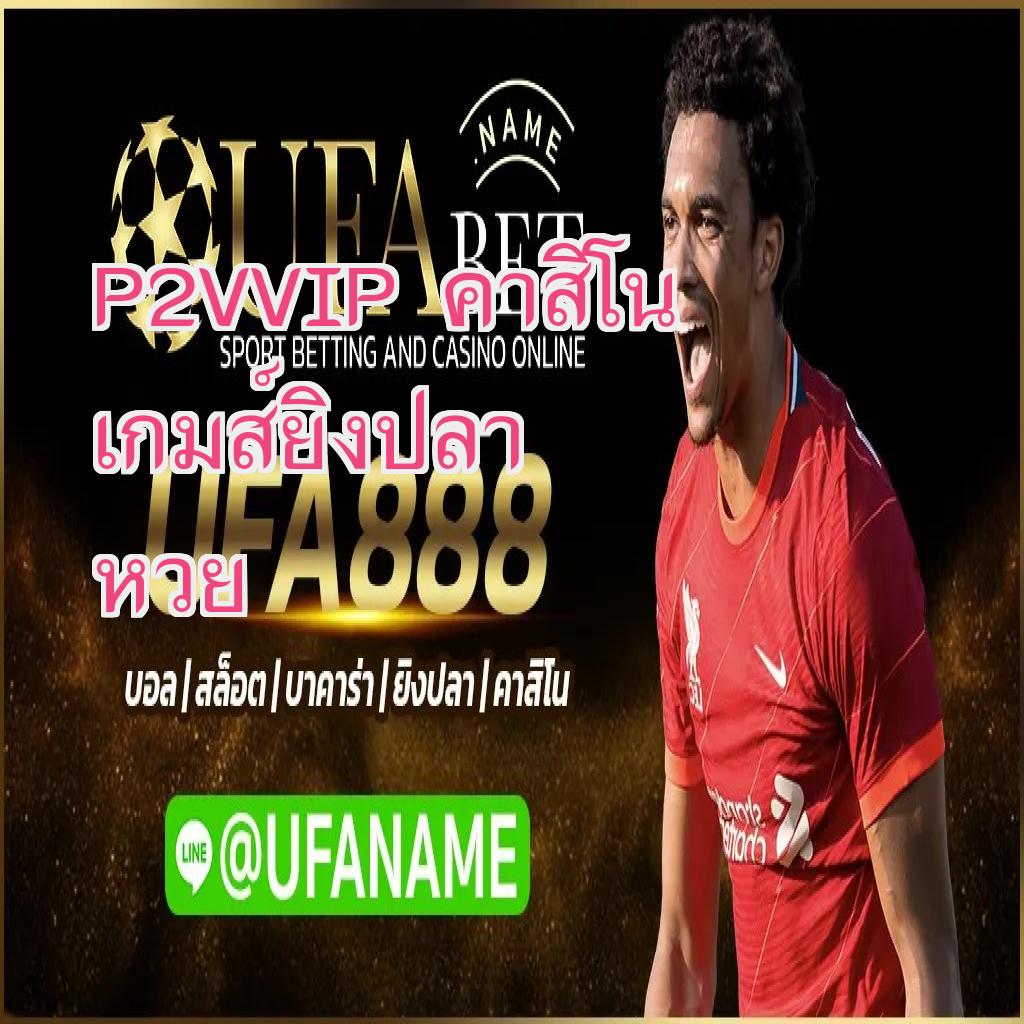 .NAME
UFA BET
P2VVIP คาสิโน
SPORT BETTING AND CASINO ONLINE
เกมส์ยิงปลา
UFA888
หวย
บอล | สล็อต | บาคาร่า | ยิงปลา | คาสิโน
LINE @UFANAME